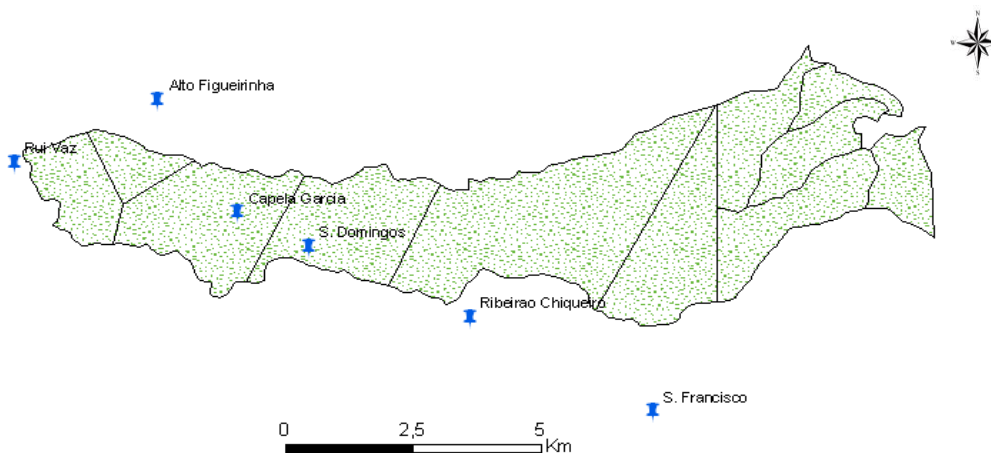 N
W
E
S
Alto Figueirinha
Rui Vaz
Capela Garcia
S. Domingos
Ribeirao Chiqueiro
S. Francisco
0 2,5 5
Km